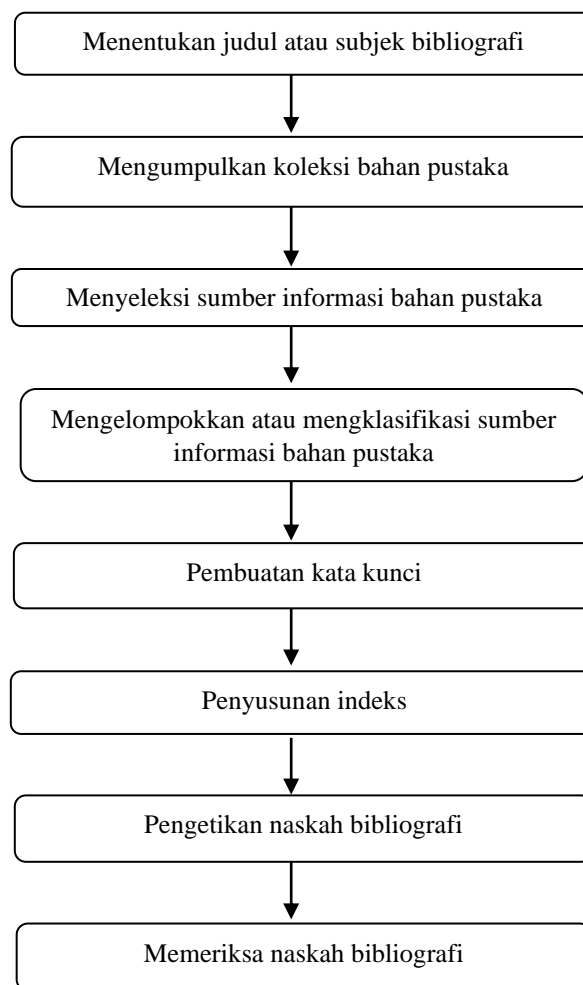 Menentukan judul atau subjek bibliografi
Mengumpulkan koleksi bahan pustaka
Menyeleksi sumber informasi bahan pustaka
Mengelompokkan atau mengklasifikasi sumber
informasi bahan pustaka
Pembuatan kata kunci
Penyusunan indeks
Pengetikan naskah bibliografi
Memeriksa naskah bibliografi